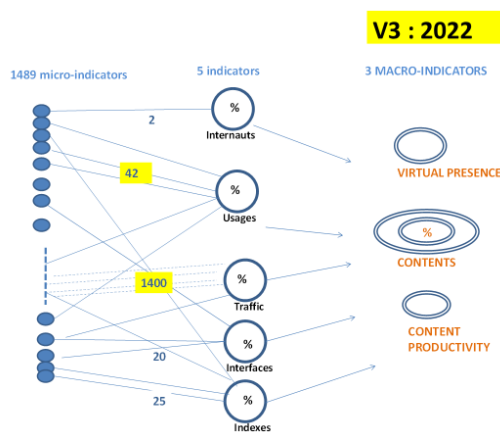 V3 : 2022
1489 micro-indicators
5 indicators
3 MACRO-INDICATORS
%
2
Internauts
VIRTUAL PRESENCE
42
%
Usages
%
CONTENTS
1400
%
Traffic
CONTENT
PRODUCTIVITY
%
20
Interfaces
%
25
Indexes